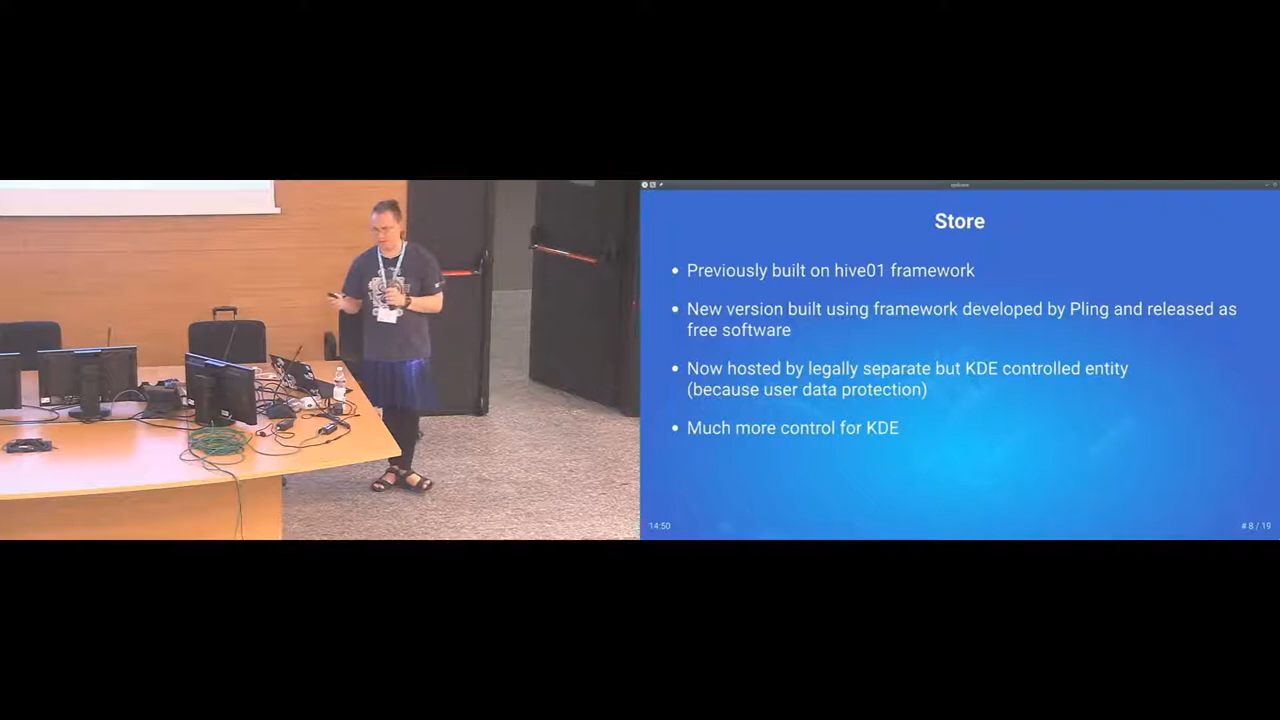 Store
• Previously built on hive01 framework
• New version built using framework developed by Pling and released as
free software
• Now hosted by legally separate but KDE controlled entity
(because user data protection)
• Much more control for KDE
14:50
# 8 / 19